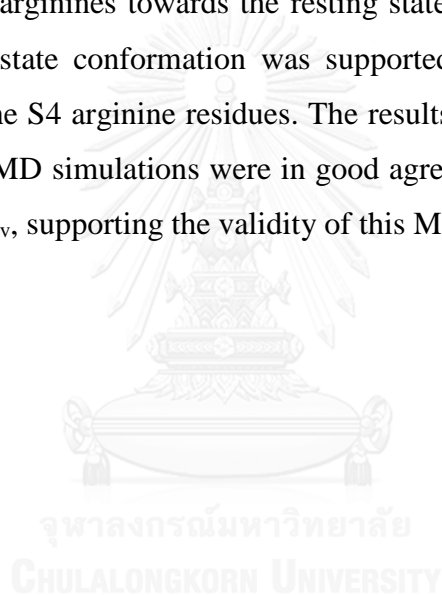 arginines towards the resting state
state conformation was supported
ne S4 arginine residues. The results
MD simulations were in good agre
v, supporting the validity of this M
จุฬาลงกรณ์มหาวิทยาลัย
CHULALONGKORN UNIVERSITY